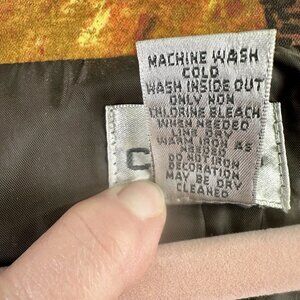 MACHINE WASH
COLD
WASH INSIDE OUT
ONLY NON
CHLORINE BLEACH
WHEN NEEDED
LINE DRY
WARM IRON AS
NEEDED
DO NOT IRON
DECORATION
MAY BE DRY
CLEANED
C